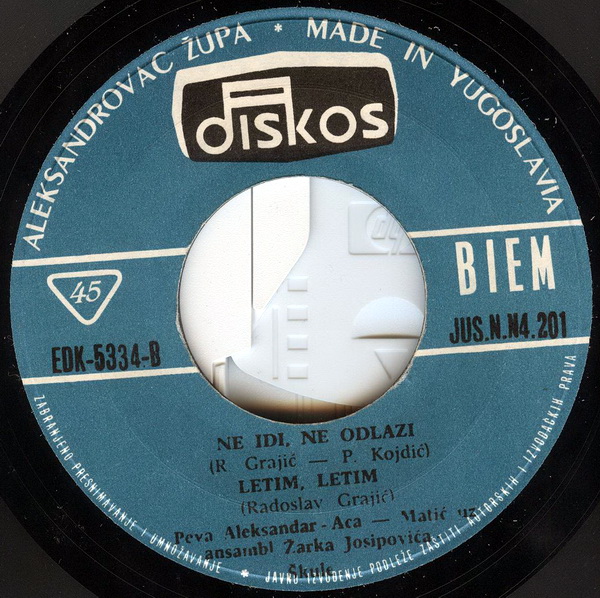 ALEKSANDROVAC ŽUPA * MADE IN YUGOSLAVIA
DISKOS
BIEM
45
JUS.N.N4.201
EDK-5334-B
NE IDI, NE ODLAZI
(R Grajić — P. Kojdić)
LETIM, LETIM
(Radoslav Grajić)
Peva Aleksandar - Aca — Matić uz
ansambl Žarka Josipovića
Škule
ZABRANJENO PRESNIMAVANJE I UMNOŽAVANJE * JAVNO IZVOĐENJE PODLEŽE ZAŠTITI AUTORSKIH I IZVOĐAČKIH PRAVA